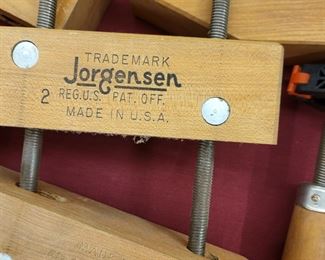 TRADEMARK
Jorgensen
2 REG. U.S. PAT. OFF.
MADE IN U.S.A.